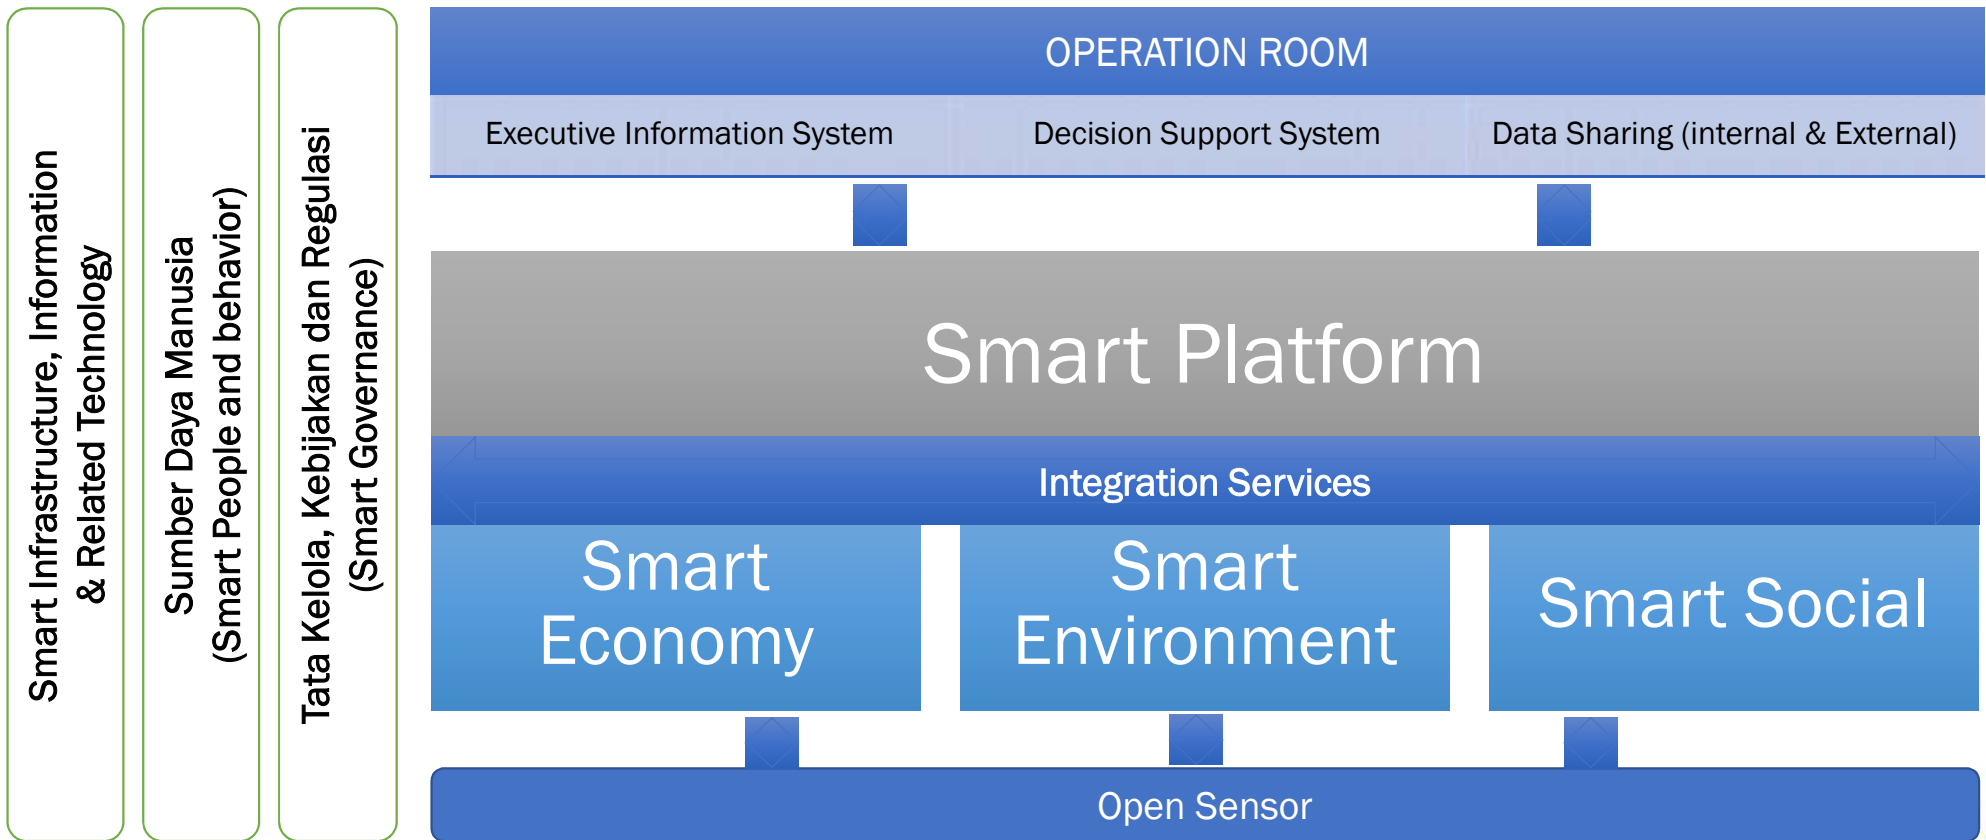 Smart Infrastructure, Information
& Related Technology
Sumber Daya Manusia
(Smart People and behavior)
Tata Kelola, Kebijakan dan Regulasi
(Smart Governance)
OPERATION ROOM
Executive Information System
Decision Support System
Data Sharing (internal & External)
Smart Platform
Integration Services
Smart
Economy
Smart
Environment
Smart Social
Open Sensor